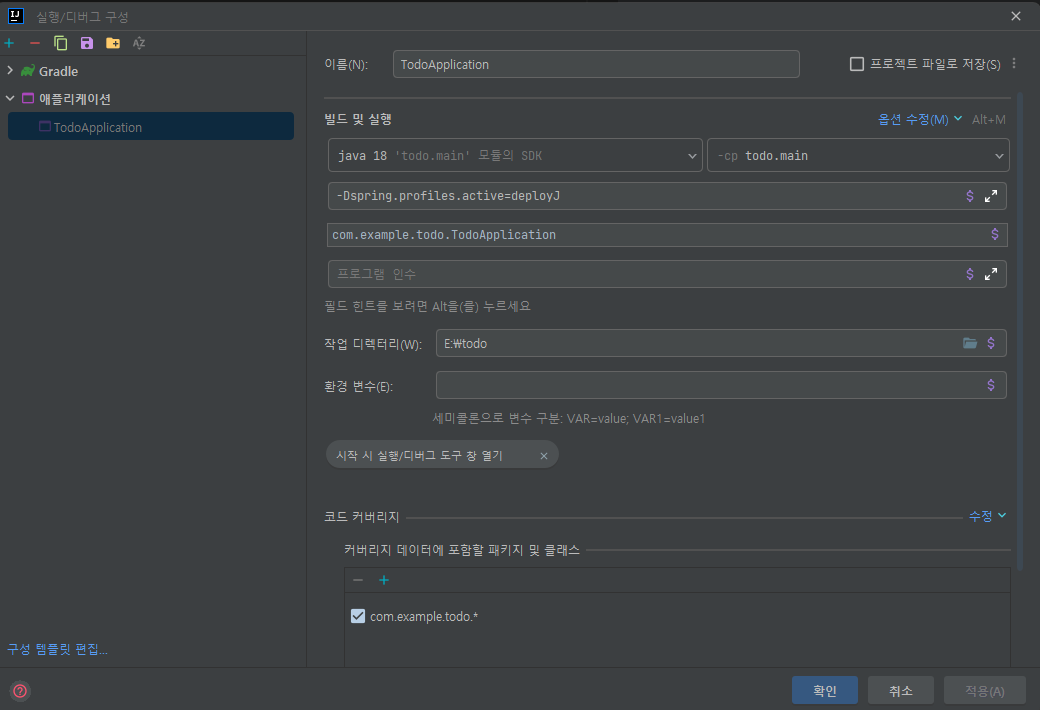 실행/디버그 구성
Gradle
애플리케이션
TodoApplication
구성 템플릿 편집...
이름(N): TodoApplication 프로젝트 파일로 저장(S)
빌드 및 실행 옵션 수정(M) Alt+M
java 18 'todo.main' 모듈의 SDK -cp todo.main
-Dspring.profiles.active=deployJ $
com.example.todo.TodoApplication $
프로그램 인수 $
필드 힌트를 보려면 Alt을(를) 누르세요
작업 디렉터리(W): E:₩todo $
환경 변수(E): $
세미콜론으로 변수 구분: VAR=value; VAR1=value1
시작 시 실행/디버그 도구 창 열기
코드 커버리지 수정
커버리지 데이터에 포함할 패키지 및 클래스
com.example.todo.*
확인 취소 적용(A)